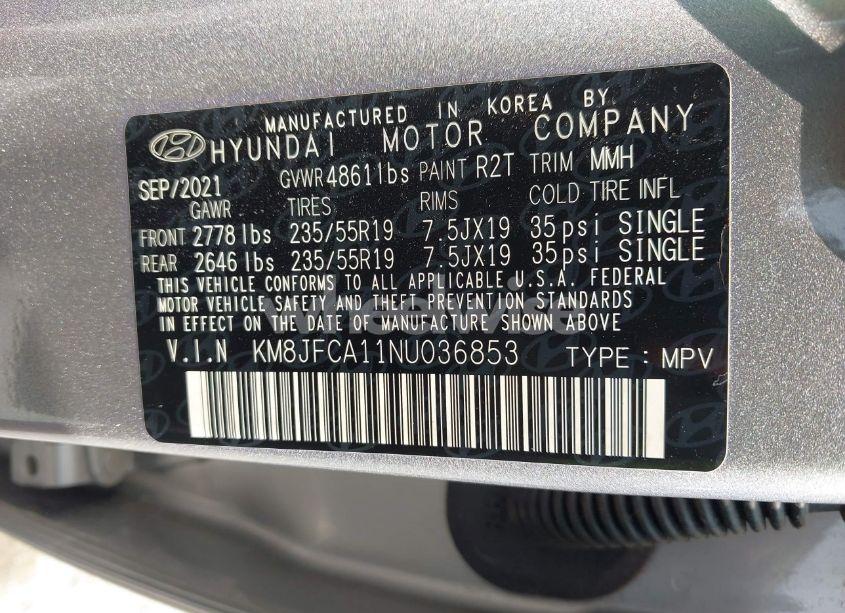 MANUFACTURED IN KOREA BY
HYUNDAI MOTOR COMPANY
SEP/2021 GVWR 4861 lbs PAINT R2T TRIM MMH
GAWR TIRES RIMS COLD TIRE INFL
FRONT 2778 lbs 235/55R19 7.5JX19 35 psi SINGLE
REAR 2646 lbs 235/55R19 7.5JX19 35 psi SINGLE
THIS VEHICLE CONFORMS TO ALL APPLICABLE U.S.A. FEDERAL
MOTOR VEHICLE SAFETY AND THEFT PREVENTION STANDARDS
IN EFFECT ON THE DATE OF MANUFACTURE SHOWN ABOVE
V.I.N KM8JFCA11NU036853 TYPE: MPV